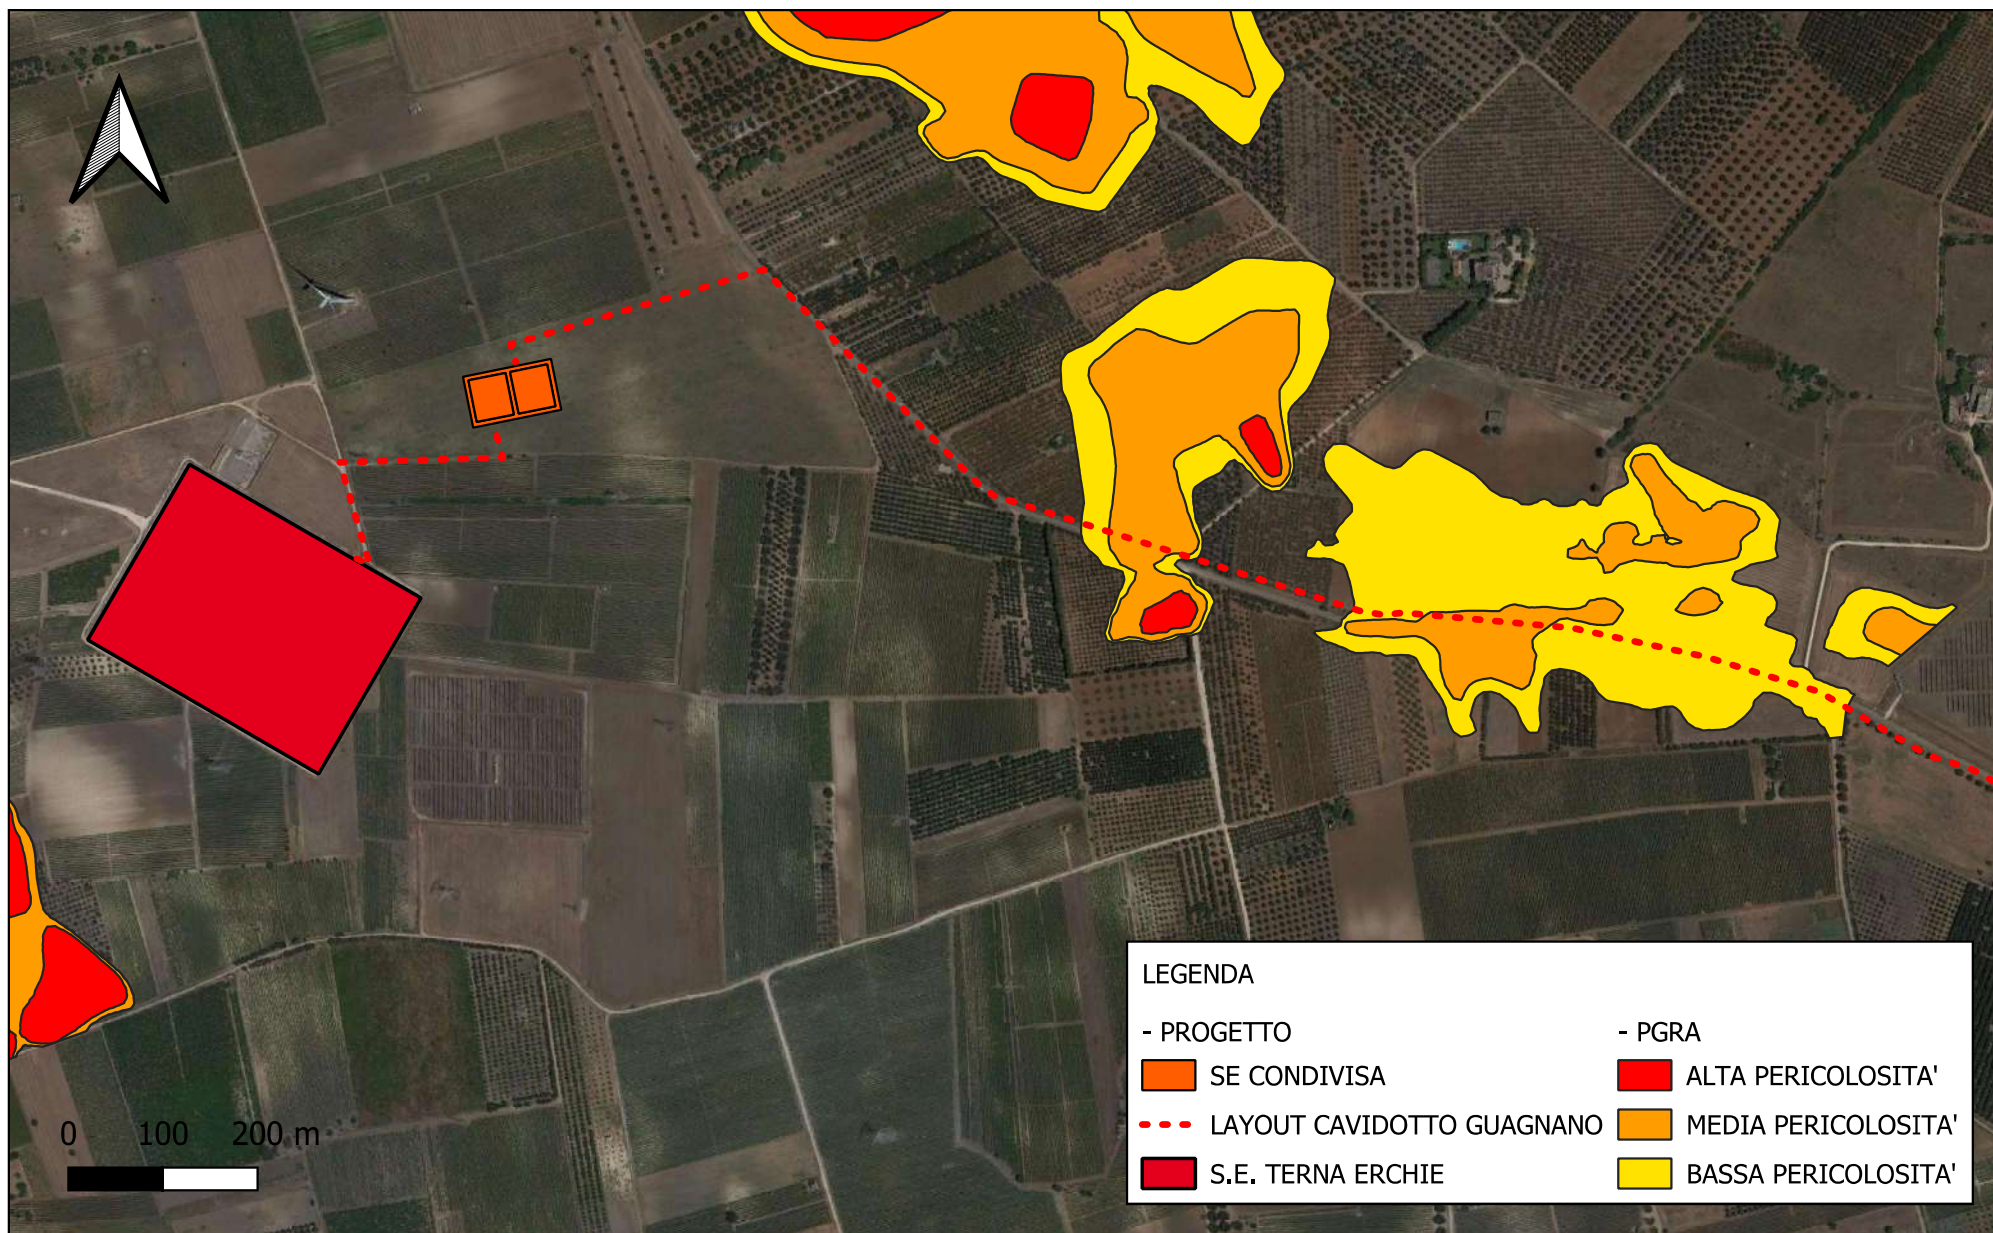 LEGENDA
- PROGETTO
SE CONDIVISA
LAYOUT CAVIDOTTO GUAGNANO
S.E. TERNA ERCHIE
- PGRA
ALTA PERICOLOSITA'
MEDIA PERICOLOSITA'
BASSA PERICOLOSITA'
0 100 200 m